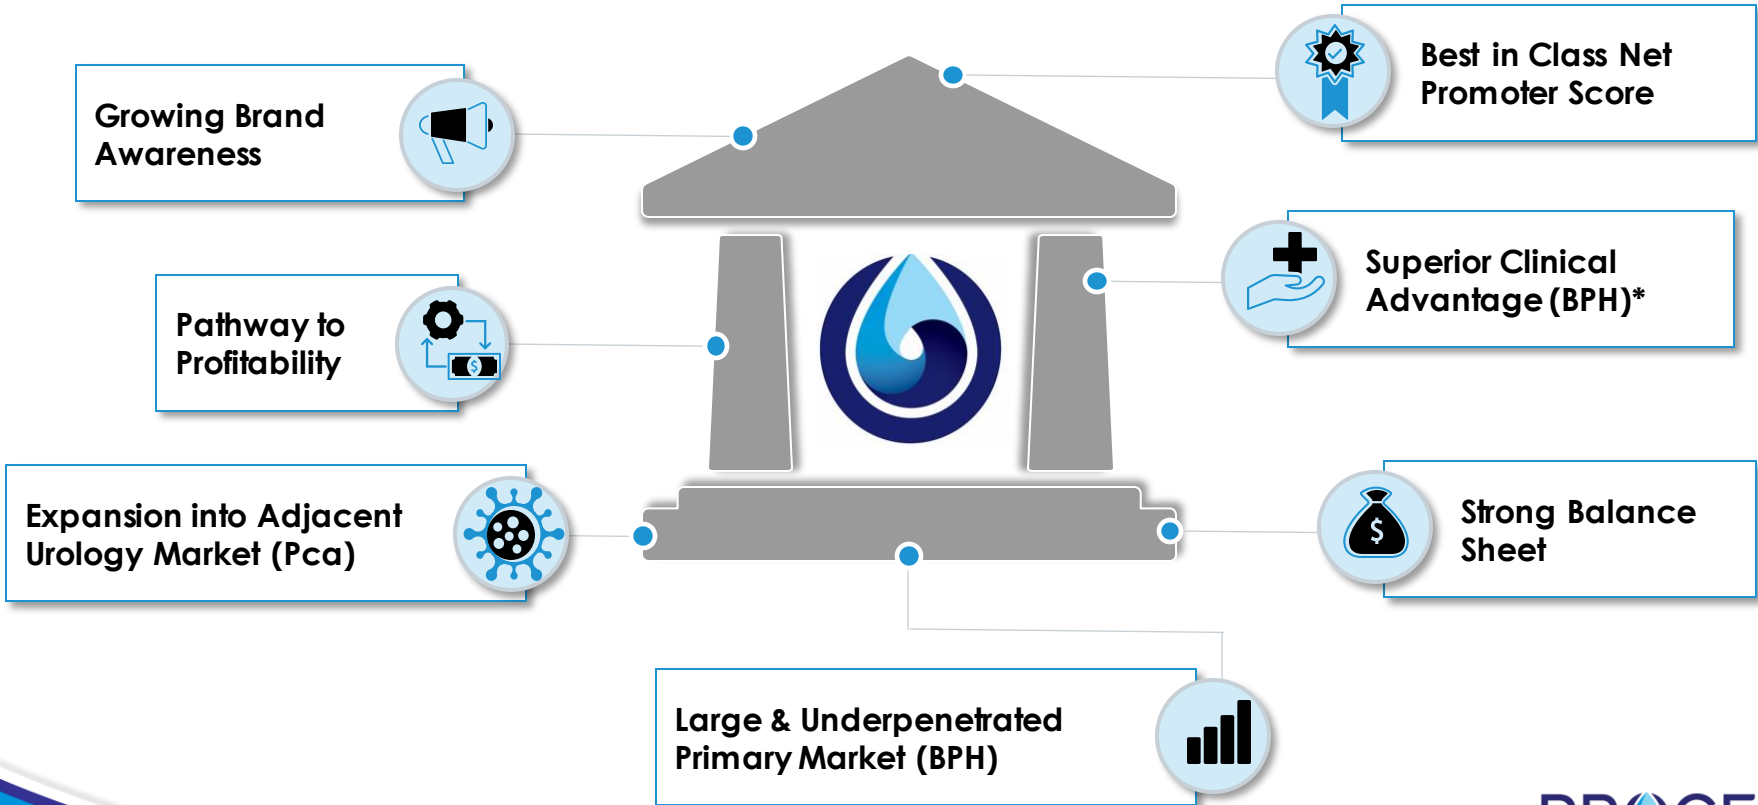 Best in Class Net
Promoter Score
Growing Brand
Awareness
Superior Clinical
Advantage (BPH)*
Pathway to
Profitability
$
Expansion into Adjacent
Urology Market (Pca)
$
Strong Balance
Sheet
Large & Underpenetrated
Primary Market (BPH)